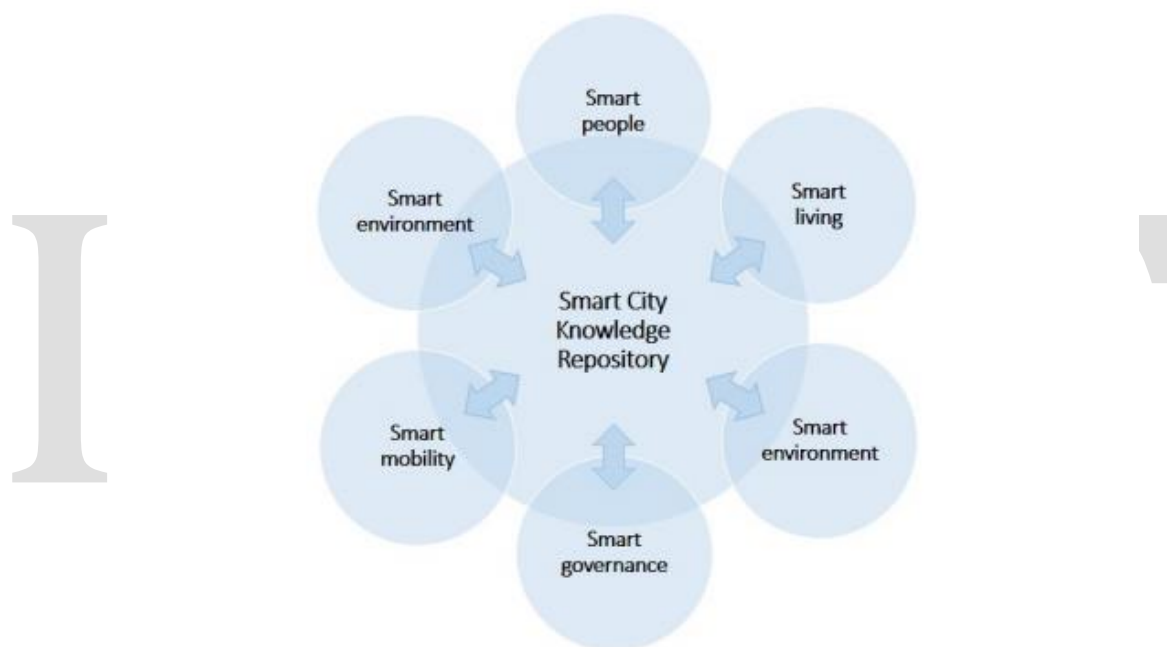 Smart
people
Smart
environment
Smart
living
Smart City
Knowledge
Repository
Smart
mobility
Smart
environment
Smart
governance
I